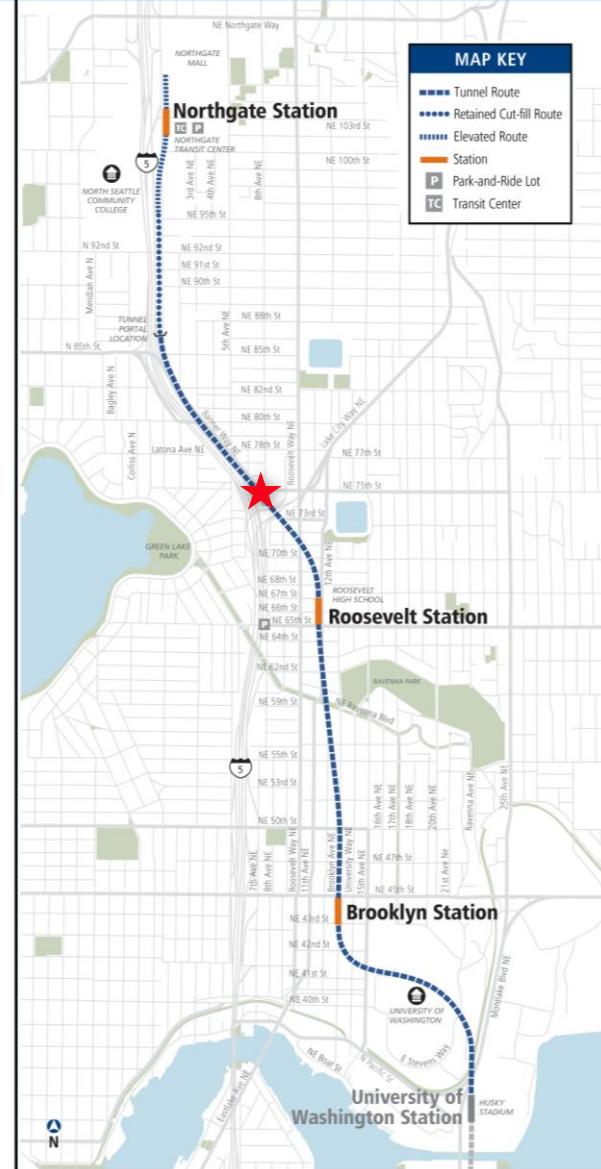 NE Northgate Way
NORTHGATE
MALL
MAP KEY
Tunnel Route
Retained Cut-fill Route
Elevated Route
Station
P
Park-and-Ride Lot
TC
Transit Center
Northgate Station
TC
P
NORTHGATE
TRANSIT CENTER
NE 103rd St
5
NE 100th St
3rd Ave NE
4th Ave NE
8th Ave NE
NORTH SEATTLE
COMMUNITY
COLLEGE
NE 95th St
N 92nd St
NE 92nd St
NE 91st St
NE 90th St
Meridian Ave N
TUNNEL
PORTAL
LOCATION
NE 88th St
5th Ave NE
N 85th St
NE 85th St
Bagley Ave N
NE 82nd St
NE 80th St
Banner Way NE
Roosevelt Way NE
Lake City Way NE
Corliss Ave N
Latona Ave NE
NE 78th St
NE 77th St
NE 75th St
NE 73rd St
GREEN LAKE
PARK
NE 70th St
12th Ave NE
NE 68th St
NE 67th St
NE 66th St
NE 65th St
P
NE 64th St
ROOSEVELT
HIGH SCHOOL
Roosevelt Station
NE 62nd St
RAVENNA PARK
NE 59th St
NE Ravenna Blvd
5
NE 55th St
NE 53rd St
NE 50th St
16th Ave NE
17th Ave NE
18th Ave NE
20th Ave NE
Ravenna Ave NE
25th Ave NE
7th Ave NE
8th Ave NE
Roosevelt Way NE
11th Ave NE
Brooklyn Ave NE
University Way NE
15th Ave NE
NE 47th St
21st Ave Ne
NE 45th St
NE 43rd St
Brooklyn Station
NE 42nd St
NE 41st St
NE 40th St
UNIVERSITY OF
WASHINGTON
Montlake Blvd NE
NE Boat St
N Pacific St
E Stevens Way
Eastlake Ave NE
University of
Washington Station
HUSKY
STADIUM
N